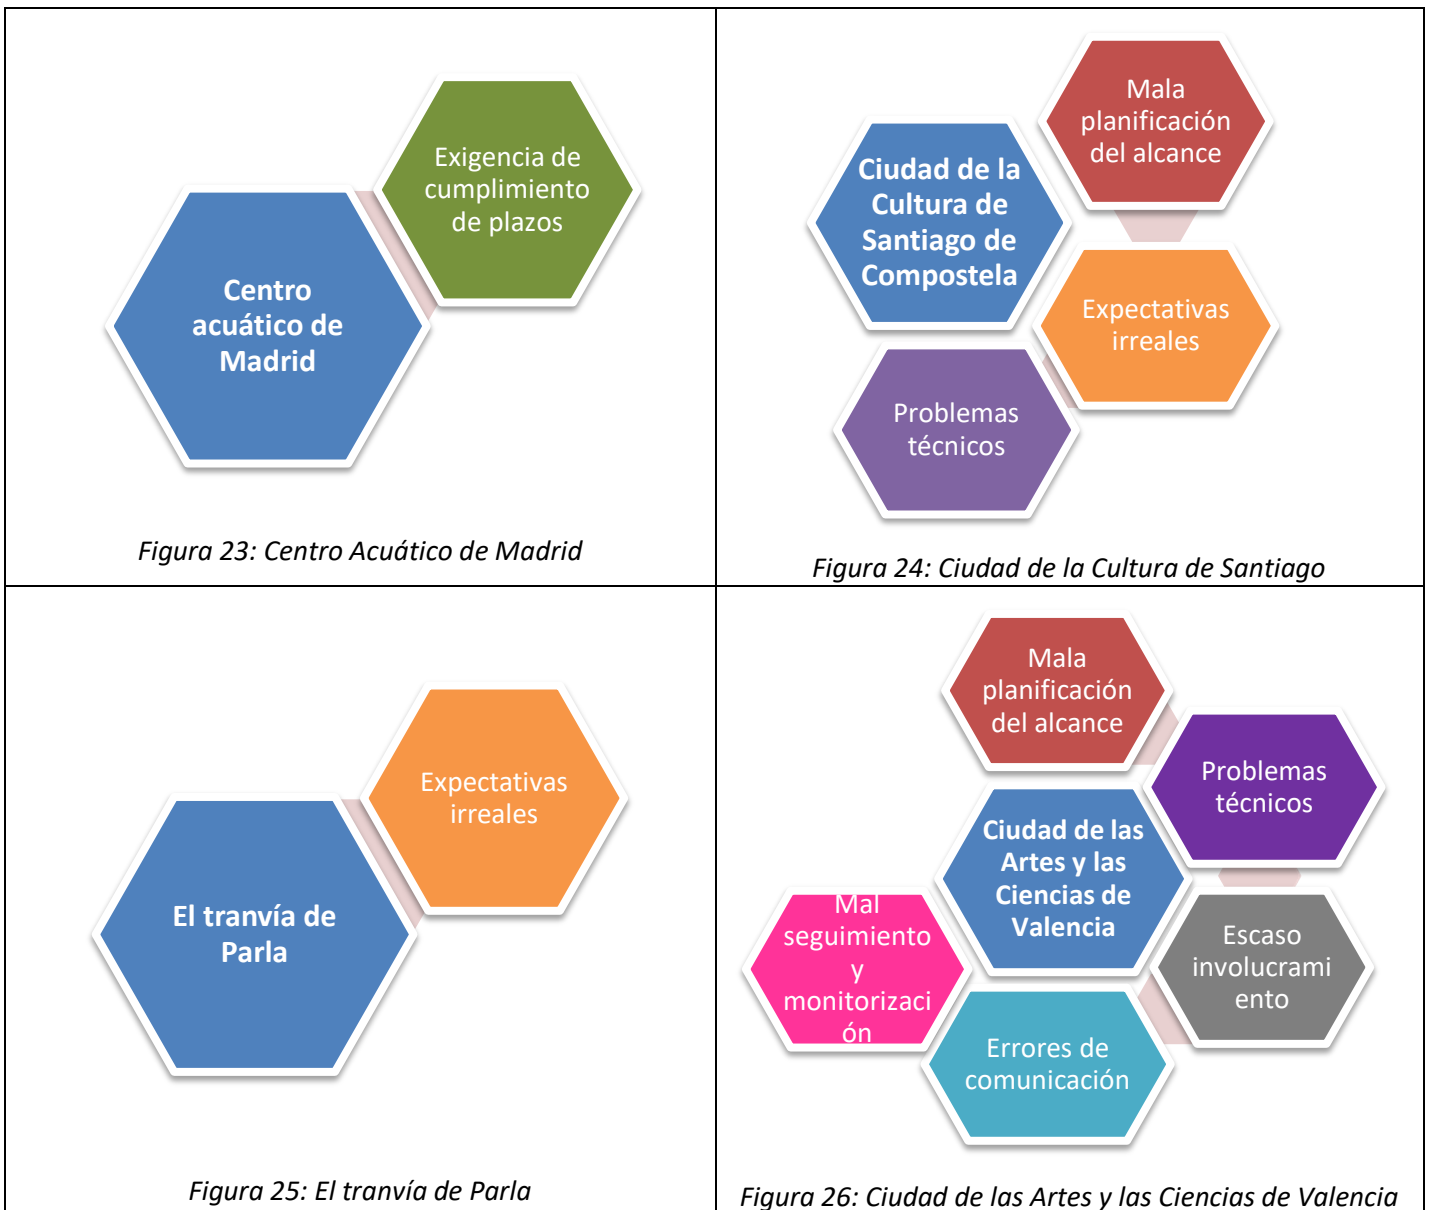 Centro
acuático de
Madrid
Exigencia de
cumplimiento
de plazos
Figura 23: Centro Acuático de Madrid
Ciudad de la
Cultura de
Santiago de
Compostela
Mala
planificación
del alcance
Expectativas
irreales
Problemas
técnicos
Figura 24: Ciudad de la Cultura de Santiago
El tranvía de
Parla
Expectativas
irreales
Figura 25: El tranvía de Parla
Ciudad de las
Artes y las
Ciencias de
Valencia
Mala
planificación
del alcance
Problemas
técnicos
Escaso
involucrami
ento
Errores de
comunicación
Mal
seguimiento
y
monitorizaci
ón
Figura 26: Ciudad de las Artes y las Ciencias de Valencia